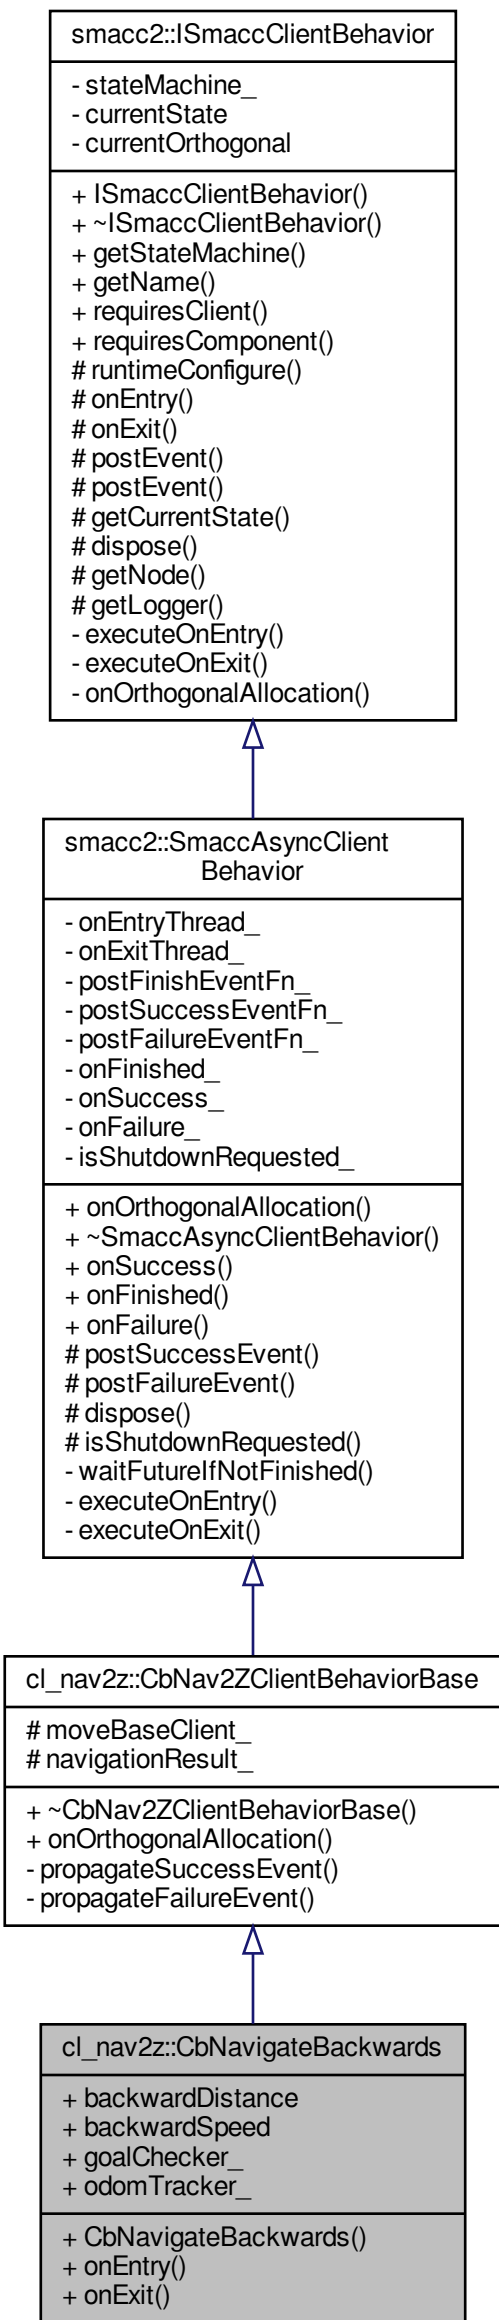 smacc2::ISmaccClientBehavior
- stateMachine_
- currentState
- currentOrthogonal
+ ISmaccClientBehavior()
+ ~ISmaccClientBehavior()
+ getStateMachine()
+ getName()
+ requiresClient()
+ requiresComponent()
# runtimeConfigure()
# onEntry()
# onExit()
# postEvent()
# postEvent()
# getCurrentState()
# dispose()
# getNode()
# getLogger()
- executeOnEntry()
- executeOnExit()
- onOrthogonalAllocation()
smacc2::SmaccAsyncClient
Behavior
- onEntryThread_
- onExitThread_
- postFinishEventFn_
- postSuccessEventFn_
- postFailureEventFn_
- onFinished_
- onSuccess_
- onFailure_
- isShutdownRequested_
+ onOrthogonalAllocation()
+ ~SmaccAsyncClientBehavior()
+ onSuccess()
+ onFinished()
+ onFailure()
# postSuccessEvent()
# postFailureEvent()
# dispose()
# isShutdownRequested()
- waitFutureIfNotFinished()
- executeOnEntry()
- executeOnExit()
cl_nav2z::CbNav2ZClientBehaviorBase
# moveBaseClient_
# navigationResult_
+ ~CbNav2ZClientBehaviorBase()
+ onOrthogonalAllocation()
- propagateSuccessEvent()
- propagateFailureEvent()
cl_nav2z::CbNavigateBackwards
+ backwardDistance
+ backwardSpeed
+ goalChecker_
+ odomTracker_
+ CbNavigateBackwards()
+ onEntry()
+ onExit()